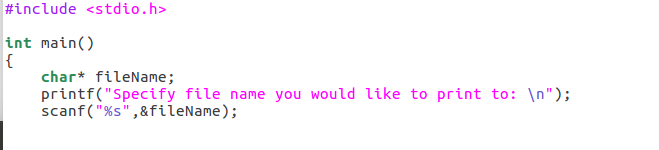 #include <stdio.h>
int main()
{
    char* fileName;
    printf("Specify file name you would like to print to: \n");
    scanf("%s",&fileName);